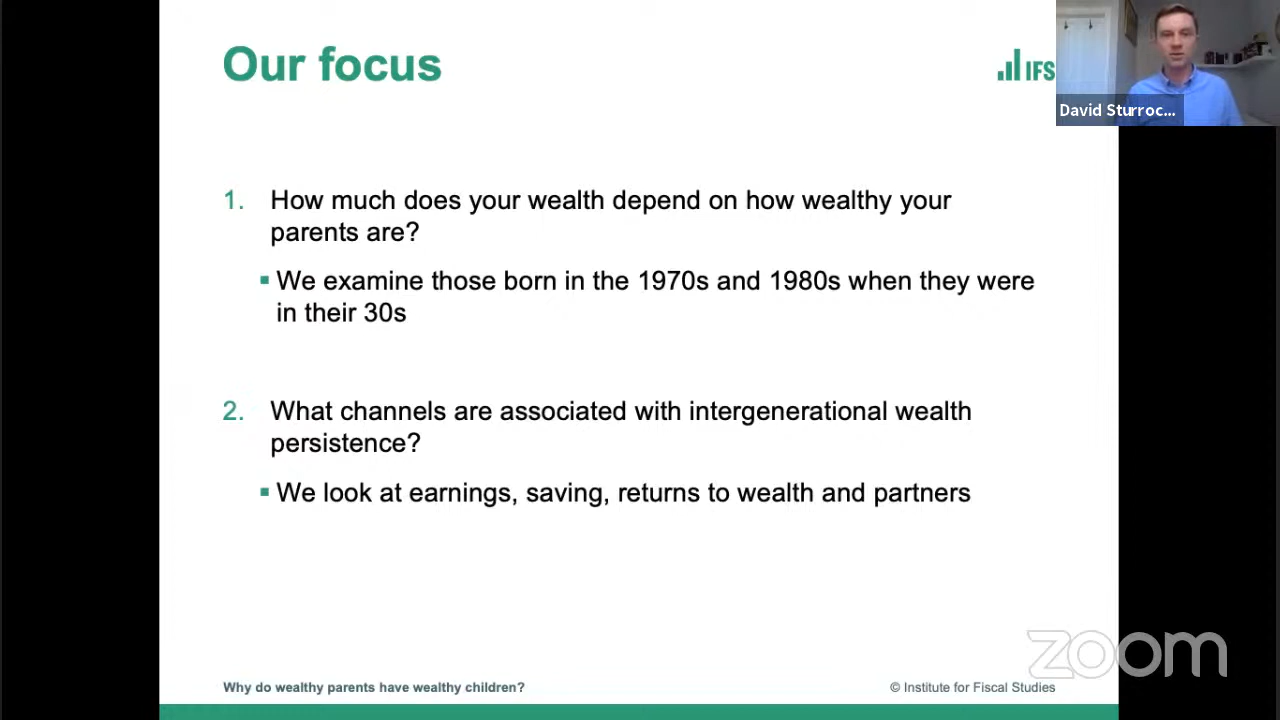 Our focus
IFS
David Sturroc...
1. How much does your wealth depend on how wealthy your
parents are?
▪ We examine those born in the 1970s and 1980s when they were
in their 30s
2. What channels are associated with intergenerational wealth
persistence?
▪ We look at earnings, saving, returns to wealth and partners
zoom
Why do wealthy parents have wealthy children?
© Institute for Fiscal Studies